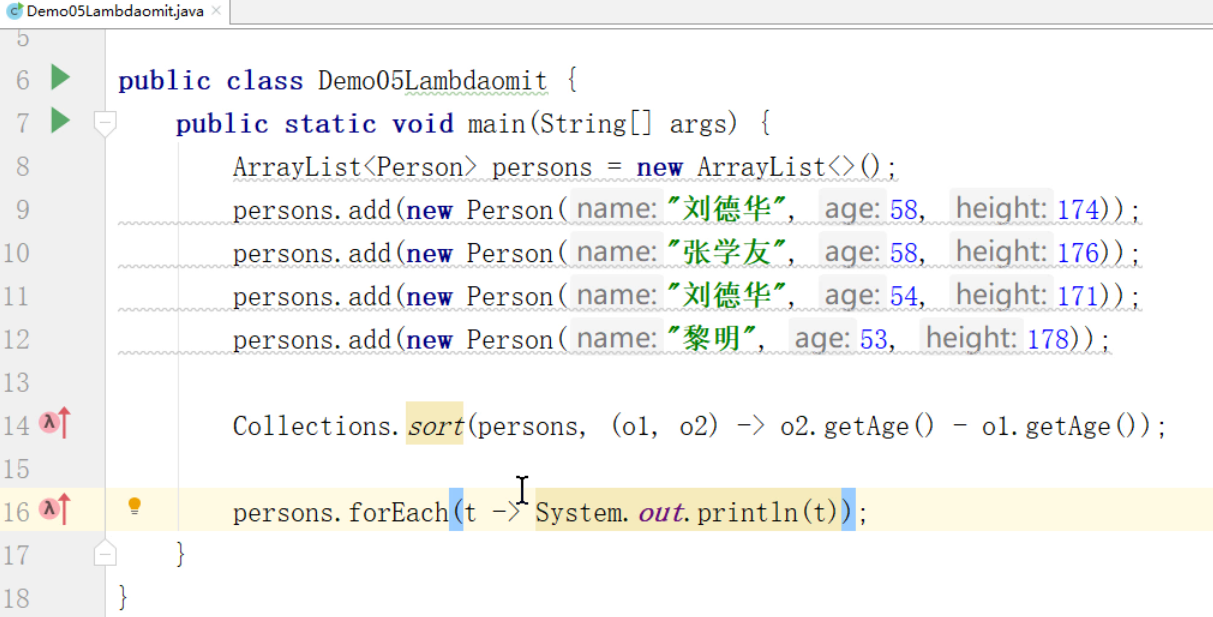 Demo05Lambdaomit.java
5
6 public class Demo05Lambdaomit {
7 public static void main(String[] args) {
8 ArrayList<Person> persons = new ArrayList<>();
9 persons.add(new Person( name: "刘德华", age: 58, height: 174));
10 persons.add(new Person( name: "张学友", age: 58, height: 176));
11 persons.add(new Person( name: "刘德华", age: 54, height: 171));
12 persons.add(new Person( name: "黎明", age: 53, height: 178));
13
14 Collections.sort(persons, (o1, o2) -> o2.getAge() - o1.getAge());
15
16 persons.forEach(t -> System.out.println(t));
17 }
18 }